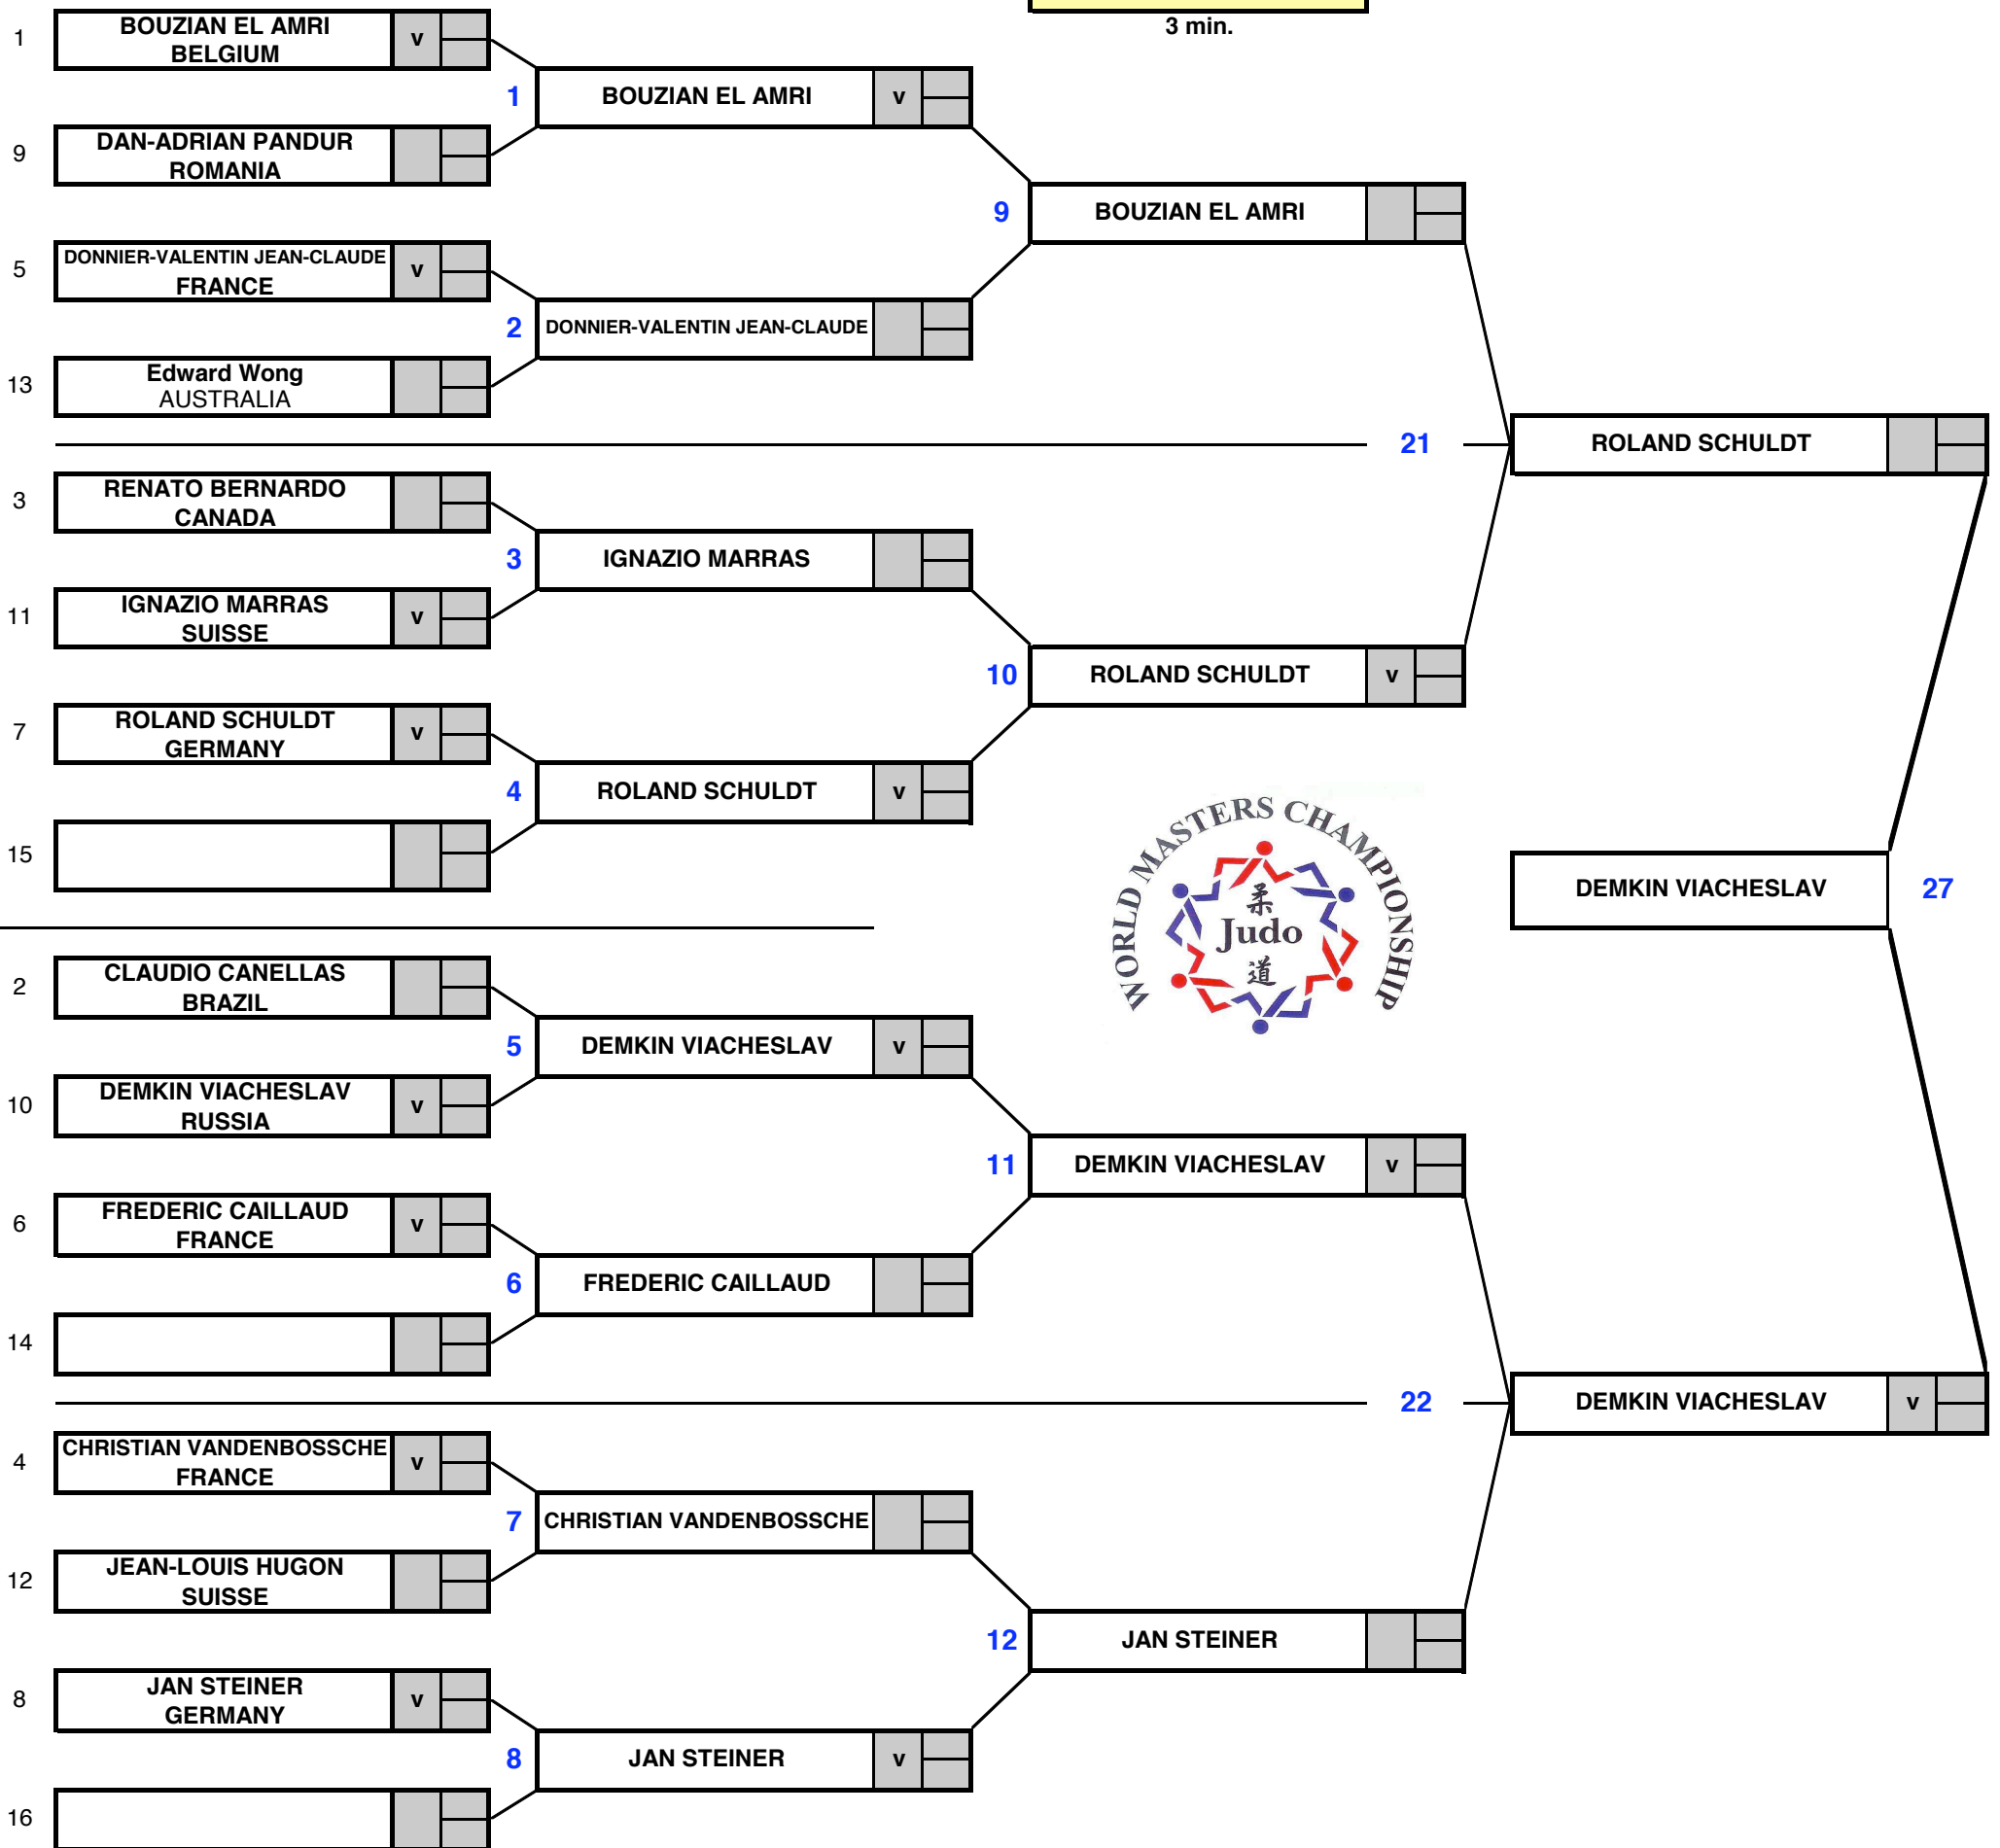 3 min.
1
BOUZIAN EL AMRI
BELGIUM
v
1
BOUZIAN EL AMRI
v
9
DAN-ADRIAN PANDUR
ROMANIA
9
BOUZIAN EL AMRI
5
DONNIER-VALENTIN JEAN-CLAUDE
FRANCE
v
2
DONNIER-VALENTIN JEAN-CLAUDE
13
Edward Wong
AUSTRALIA
21
ROLAND SCHULDT
3
RENATO BERNARDO
CANADA
3
IGNAZIO MARRAS
11
IGNAZIO MARRAS
SUISSE
v
10
ROLAND SCHULDT
v
7
ROLAND SCHULDT
GERMANY
v
4
ROLAND SCHULDT
v
15
WORLD MASTERS CHAMPIONSHIP
柔
Judo
道
DEMKIN VIACHESLAV
27
2
CLAUDIO CANELLAS
BRAZIL
5
DEMKIN VIACHESLAV
v
10
DEMKIN VIACHESLAV
RUSSIA
v
11
DEMKIN VIACHESLAV
v
6
FREDERIC CAILLAUD
FRANCE
v
6
FREDERIC CAILLAUD
14
22
DEMKIN VIACHESLAV
v
4
CHRISTIAN VANDENBOSSCHE
FRANCE
v
7
CHRISTIAN VANDENBOSSCHE
12
JEAN-LOUIS HUGON
SUISSE
12
JAN STEINER
8
JAN STEINER
GERMANY
v
8
JAN STEINER
v
16